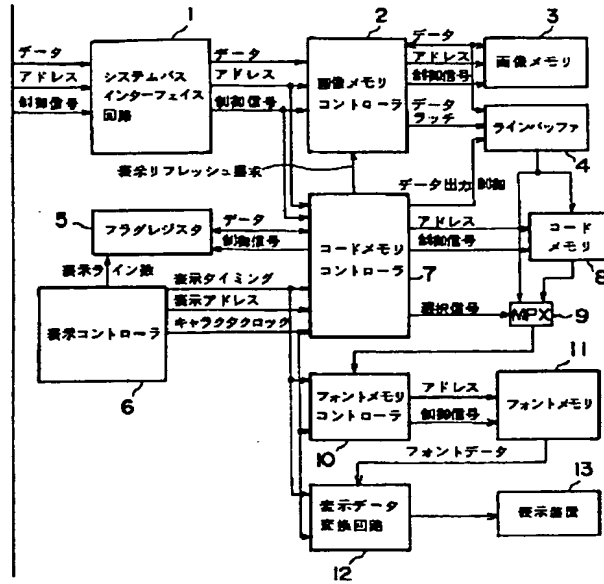 1
2
3
データ
アドレス
制御信号
システムバス
インターフェイス
回路
データ
アドレス
制御信号
画像メモリ
コントローラ
データ
アドレス
制御信号
データ
ラッチ
画像メモリ
ラインバッファ
4
表示リフレッシュ要求
データ出力制御
5
フラグレジスタ
データ
制御信号
コードメモリ
コントローラ
7
アドレス
制御信号
コード
メモリ
8
表示ライン数
表示タイミング
表示アドレス
キャラクタクロック
選択信号
MPX
9
表示コントローラ
6
フォントメモリ
コントローラ
10
アドレス
制御信号
11
フォントメモリ
フォントデータ
表示データ
変換回路
12
13
表示装置